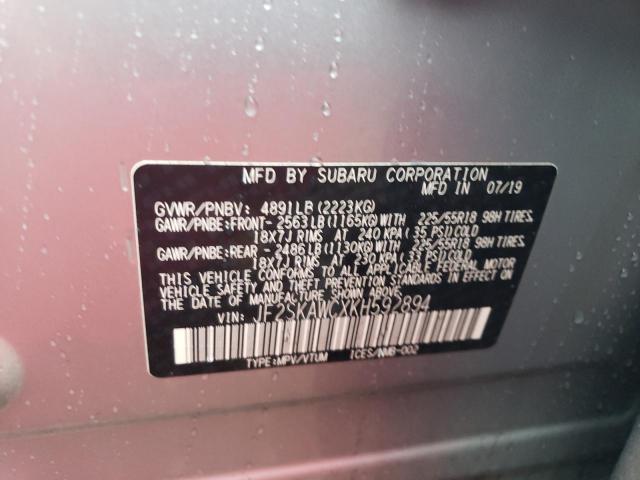 MFD BY SUBARU CORPORATION
MFD IN 07/19
GVWR/PNBV: 4891LB (2223KG)
GAWR/PNBE: FRONT- 2563LB (1165KG) WITH 225/55R18 98H TIRES,
18X7J RIMS AT 240 KPA ( 35 PSI) COLD
GAWR/PNBE: REAR - 2486LB (1130KG) WITH 225/55R18 98H TIRES,
18X7J RIMS AT 230 KPA ( 33 PSI) COLD
THIS VEHICLE CONFORMS TO ALL APPLICABLE FEDERAL MOTOR
VEHICLE SAFETY, BUMPER, AND THEFT PREVENTION STANDARDS IN EFFECT ON
THE DATE OF MANUFACTURE SHOWN ABOVE.
VIN: JF2SKAWCXKH592894
TYPE:MPV/VTUM ICES/NMB-002